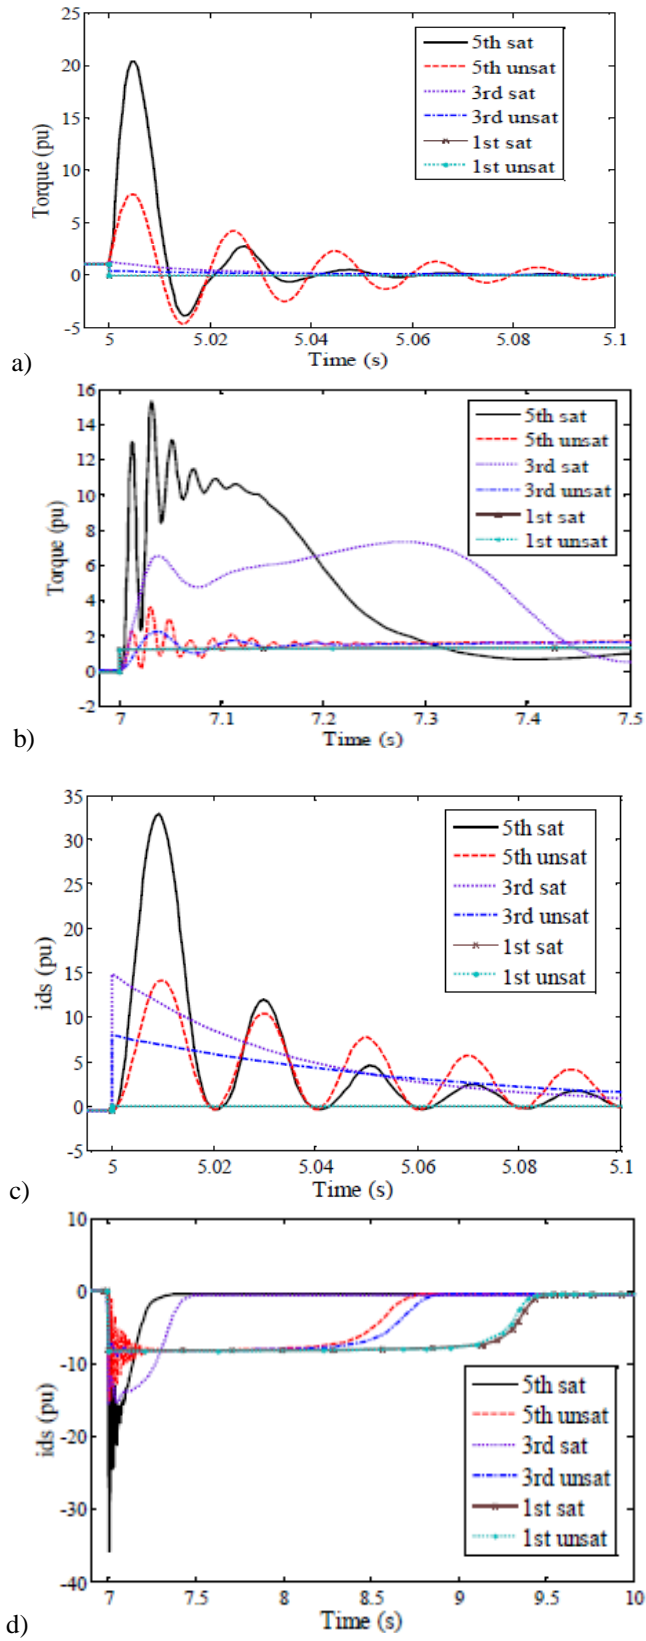 25
20
15
10
5
0
-5
Torque (pu)
5th sat
5th unsat
3rd sat
3rd unsat
1st sat
1st unsat
5
5.02
5.04
5.06
5.08
5.1
Time (s)
a)
16
14
12
10
8
6
4
2
0
-2
Torque (pu)
5th sat
5th unsat
3rd sat
3rd unsat
1st sat
1st unsat
7
7.1
7.2
7.3
7.4
7.5
Time (s)
b)
35
30
25
20
15
10
5
0
-5
ids (pu)
5th sat
5th unsat
3rd sat
3rd unsat
1st sat
1st unsat
5
5.02
5.04
5.06
5.08
5.1
Time (s)
c)
10
0
-10
-20
-30
-40
ids (pu)
5th sat
5th unsat
3rd sat
3rd unsat
1st sat
1st unsat
7
7.5
8
8.5
9
9.5
10
Time (s)
d)